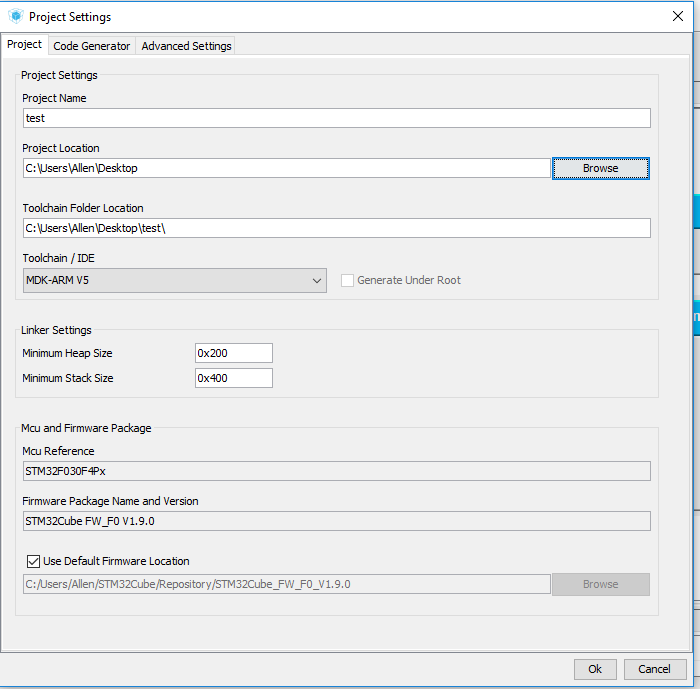 Project Settings
Project Code Generator Advanced Settings
Project Settings
Project Name
test
Project Location
C:\Users\Allen\Desktop Browse
Toolchain Folder Location
C:\Users\Allen\Desktop\test\
Toolchain / IDE
MDK-ARM V5 Generate Under Root
Linker Settings
Minimum Heap Size 0x200
Minimum Stack Size 0x400
Mcu and Firmware Package
Mcu Reference
STM32F030F4Px
Firmware Package Name and Version
STM32Cube FW_F0 V1.9.0
Use Default Firmware Location
C:/Users/Allen/STM32Cube/Repository/STM32Cube_FW_F0_V1.9.0 Browse
Ok Cancel